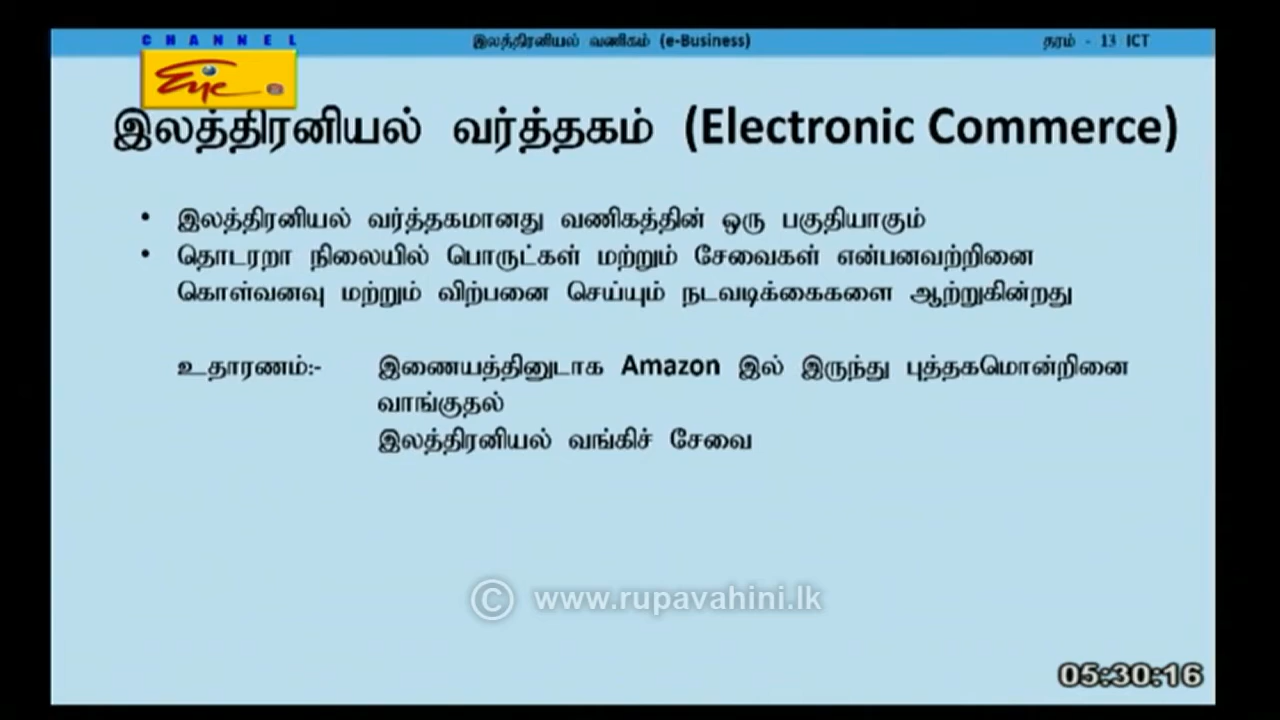 CHANNEL
Eye
இலத்திரனியல் வணிகம் (e-Business)
தரம் - 13 ICT
இலத்திரனியல் வர்த்தகம் (Electronic Commerce)
• இலத்திரனியல் வர்த்தகமானது வணிகத்தின் ஒரு பகுதியாகும்
• தொடரறா நிலையில் பொருட்கள் மற்றும் சேவைகள் என்பனவற்றினை
கொள்வனவு மற்றும் விற்பனை செய்யும் நடவடிக்கைகளை ஆற்றுகின்றது
உதாரணம்:- இணையத்தினுடாக Amazon இல் இருந்து புத்தகமொன்றினை
வாங்குதல்
இலத்திரனியல் வங்கிச் சேவை
© www.rupavahini.lk
05:30:16